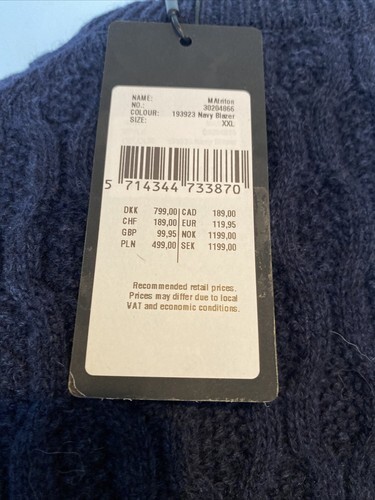 NAME: MAtriton
NO.: 30204866
COLOUR: 193923 Navy Blazer
SIZE: XXL
5 714344 733870
DKK 799,00 CAD 189,00
CHF 189,00 EUR 119,95
GBP 99,95 NOK 1199,00
PLN 499,00 SEK 1199,00
Recommended retail prices.
Prices may differ due to local
VAT and economic conditions.